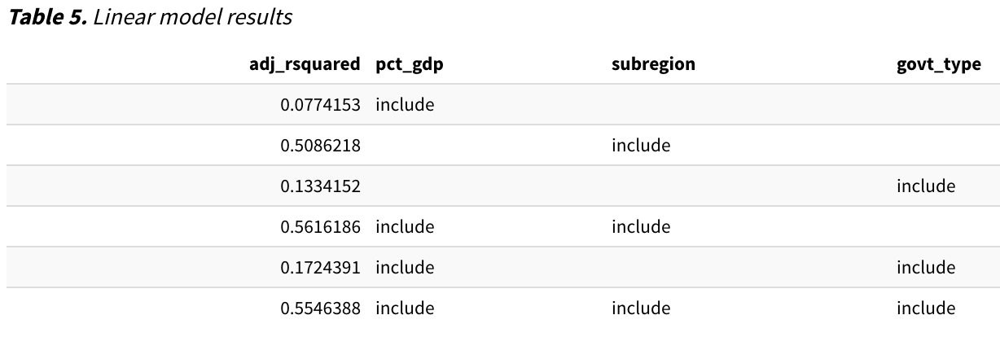 Table 5. Linear model results
adj_rsquared pct_gdp subregion govt_type
0.0774153 include
0.5086218 include
0.1334152 include
0.5616186 include include
0.1724391 include include
0.5546388 include include include